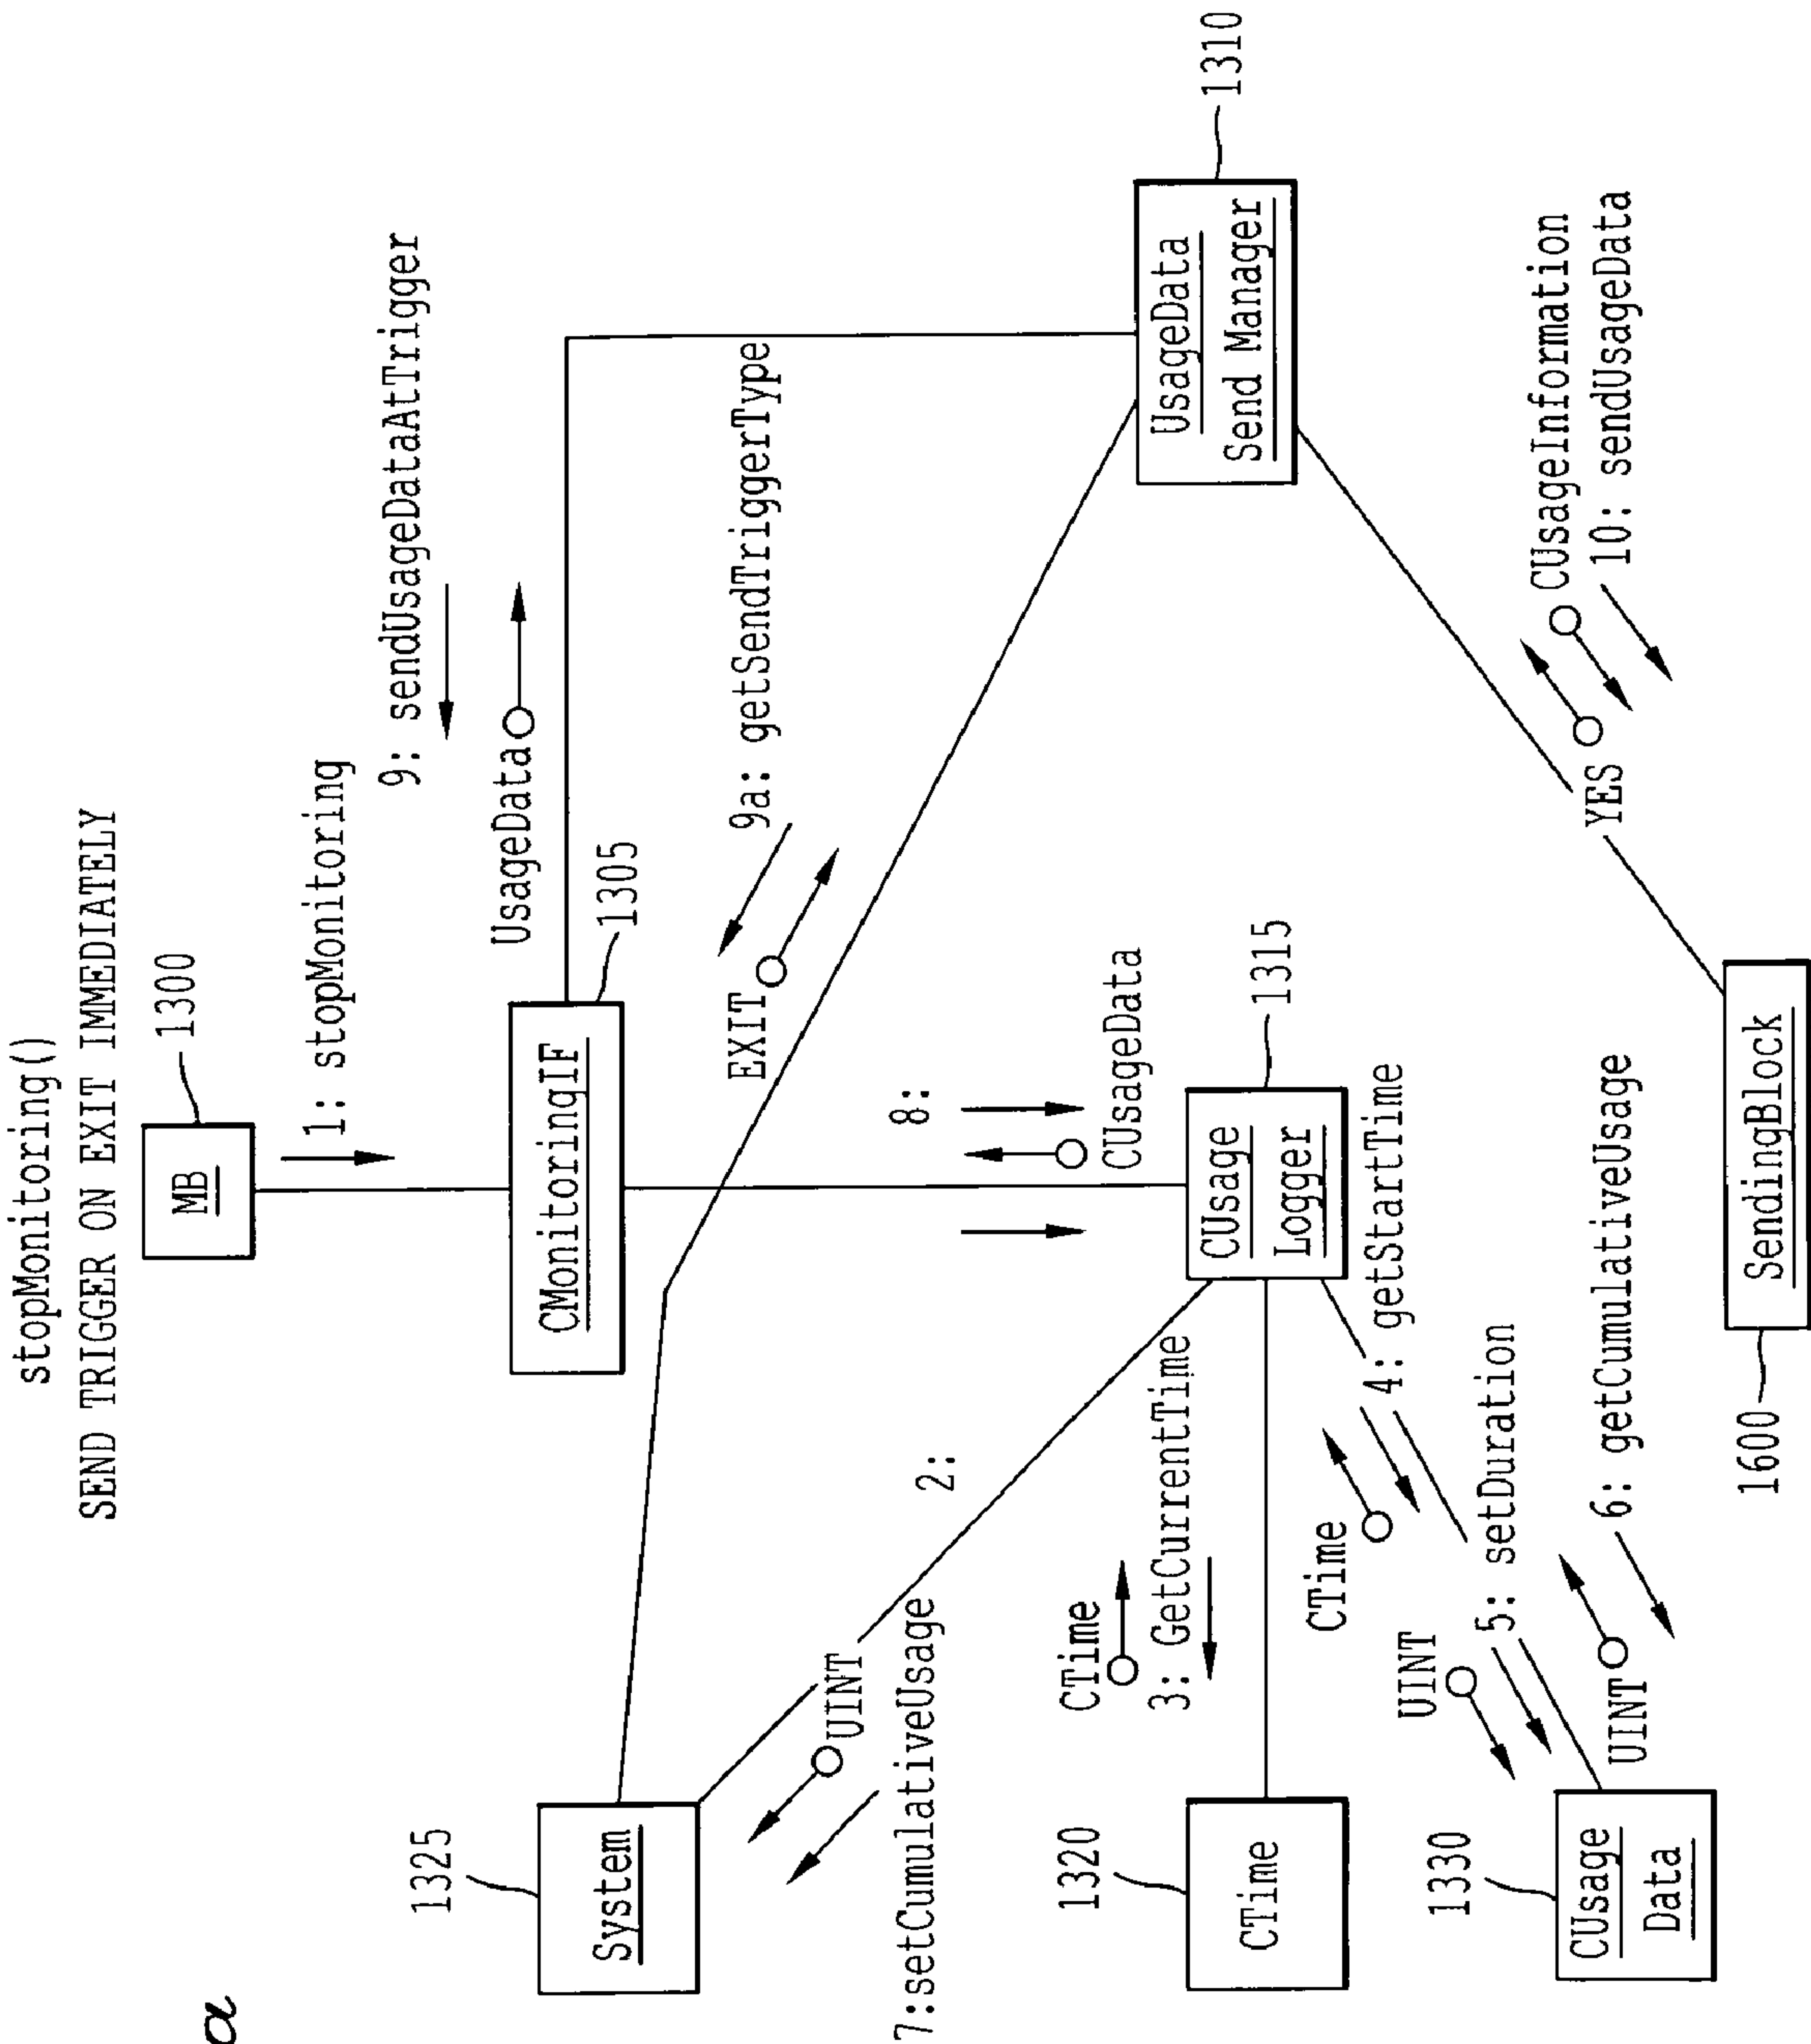 stopMonitoring()
SEND TRIGGER ON EXIT IMMEDIATELY
MB
1300
1: stopMonitoring
9: sendUsageDataAtTrigger
UsageData
CMonitoringIF
1305
9a: getSendTriggerType
EXIT
UsageData
Send Manager
1310
System
1325
7:setCumulativeUsage
UINT
2:
8:
CUsageData
CUsage
Logger
1315
CTime
3: GetCurrentTime
CTime
1320
4: getStartTime
CTime
UINT
5: setDuration
6: getCumulativeUsage
UINT
CUsage
Data
1330
CUsageInformation
10: sendUsageData
YES
SendingBlock
1600
a